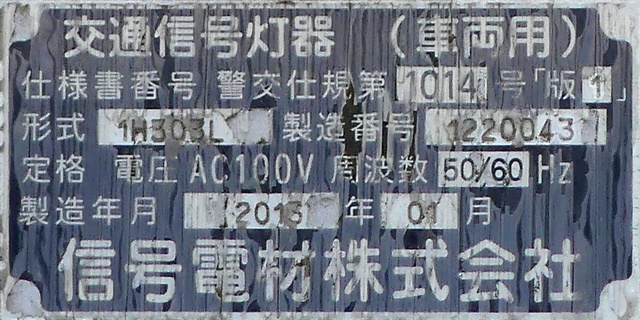 交通信号灯器 (車両用)
仕様書番号 警交仕規第 1014 号「版1」
形式 1H303L 製造番号 1220043
定格 電圧 AC100V 周波数 50/60 Hz
製造年月 2013 年 01 月
信号電材株式会社